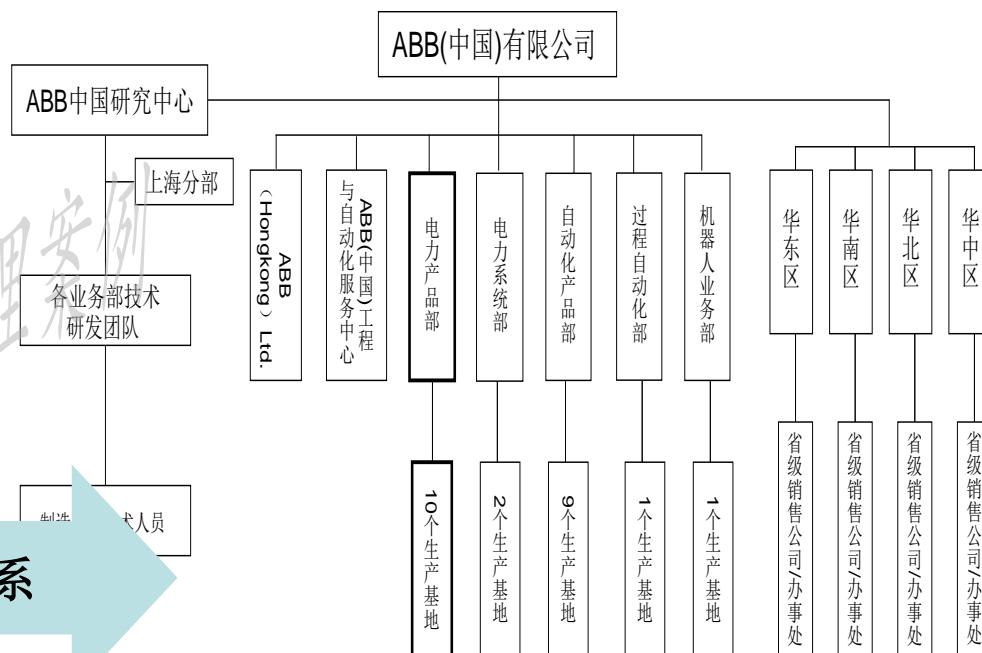 ABB(中国)有限公司
ABB中国研究中心
上海分部
各业务部技术
研发团队
制造
术人员
系
理案例
ABB
(Hongkong) Ltd.
ABB(中国)工程
与自动化服务中心
电力产品部
电力系统部
自动化产品部
过程自动化部
机器人业务部
华东区
华南区
华北区
华中区
10个生产基地
2个生产基地
9个生产基地
1个生产基地
1个生产基地
省级销售公司/办事处
省级销售公司/办事处
省级销售公司/办事处
省级销售公司/办事处